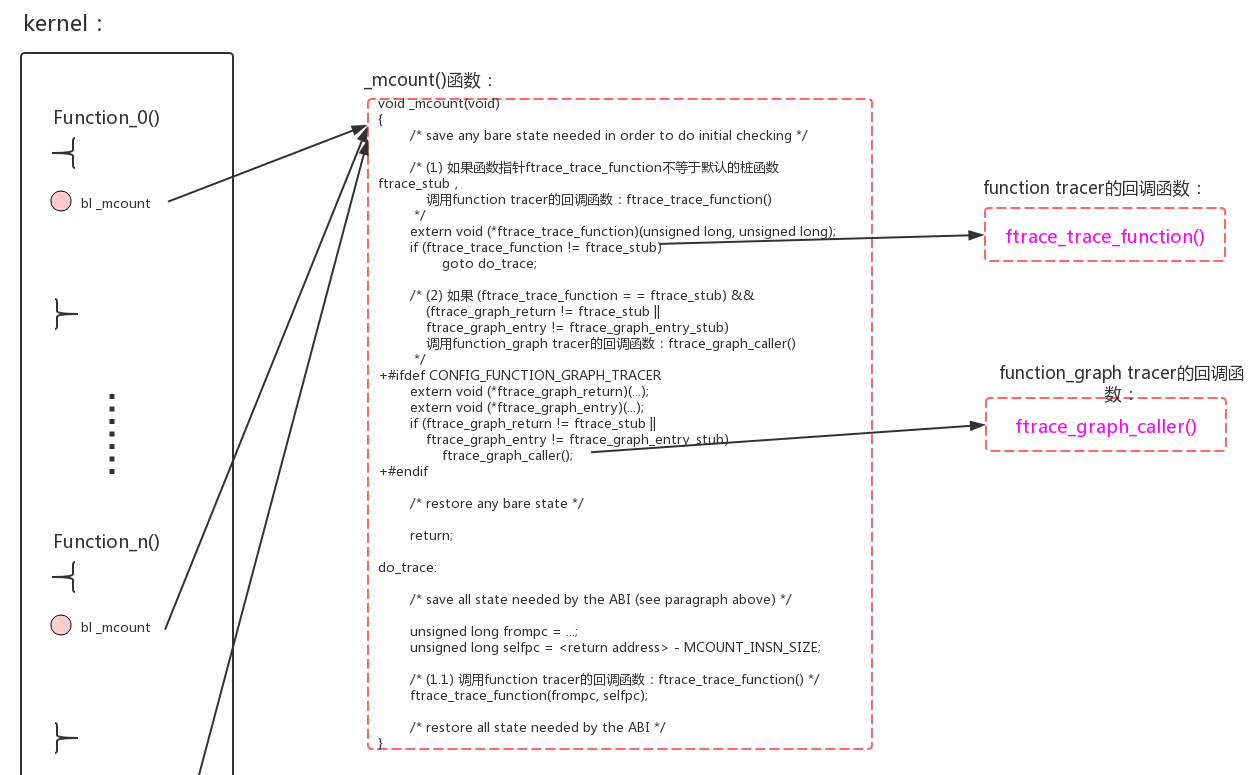 kernel：
Function_0()
bl _mcount
Function_n()
bl _mcount
_mcount()函数：
void _mcount(void)
{
/* save any bare state needed in order to do initial checking */
/* (1) 如果函数指针ftrace_trace_function不等于默认的桩函数
ftrace_stub，
调用function tracer的回调函数：ftrace_trace_function()
*/
extern void (*ftrace_trace_function)(unsigned long, unsigned long);
if (ftrace_trace_function != ftrace_stub)
goto do_trace;
/* (2) 如果 (ftrace_trace_function = = ftrace_stub) &&
(ftrace_graph_return != ftrace_stub ||
ftrace_graph_entry != ftrace_graph_entry_stub)
调用function_graph tracer的回调函数：ftrace_graph_caller()
*/
+#ifdef CONFIG_FUNCTION_GRAPH_TRACER
extern void (*ftrace_graph_return)(...);
extern void (*ftrace_graph_entry)(...);
if (ftrace_graph_return != ftrace_stub ||
ftrace_graph_entry != ftrace_graph_entry_stub)
ftrace_graph_caller();
+#endif
/* restore any bare state */
return;
do_trace:
/* save all state needed by the ABI (see paragraph above) */
unsigned long frompc = ...;
unsigned long selfpc = <return address> - MCOUNT_INSN_SIZE;
/* (1.1) 调用function tracer的回调函数：ftrace_trace_function() */
ftrace_trace_function(frompc, selfpc);
/* restore all state needed by the ABI */
}
function tracer的回调函数：
ftrace_trace_function()
function_graph tracer的回调函
数：
ftrace_graph_caller()